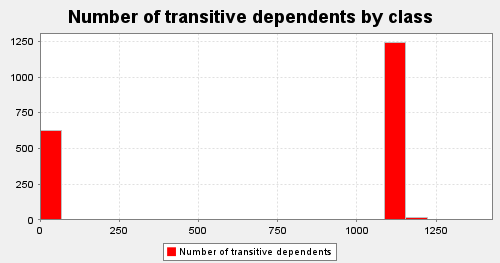 Number of transitive dependents by class
1250
1000
750
500
250
0
0 250 500 750 1000 1250
Number of transitive dependents